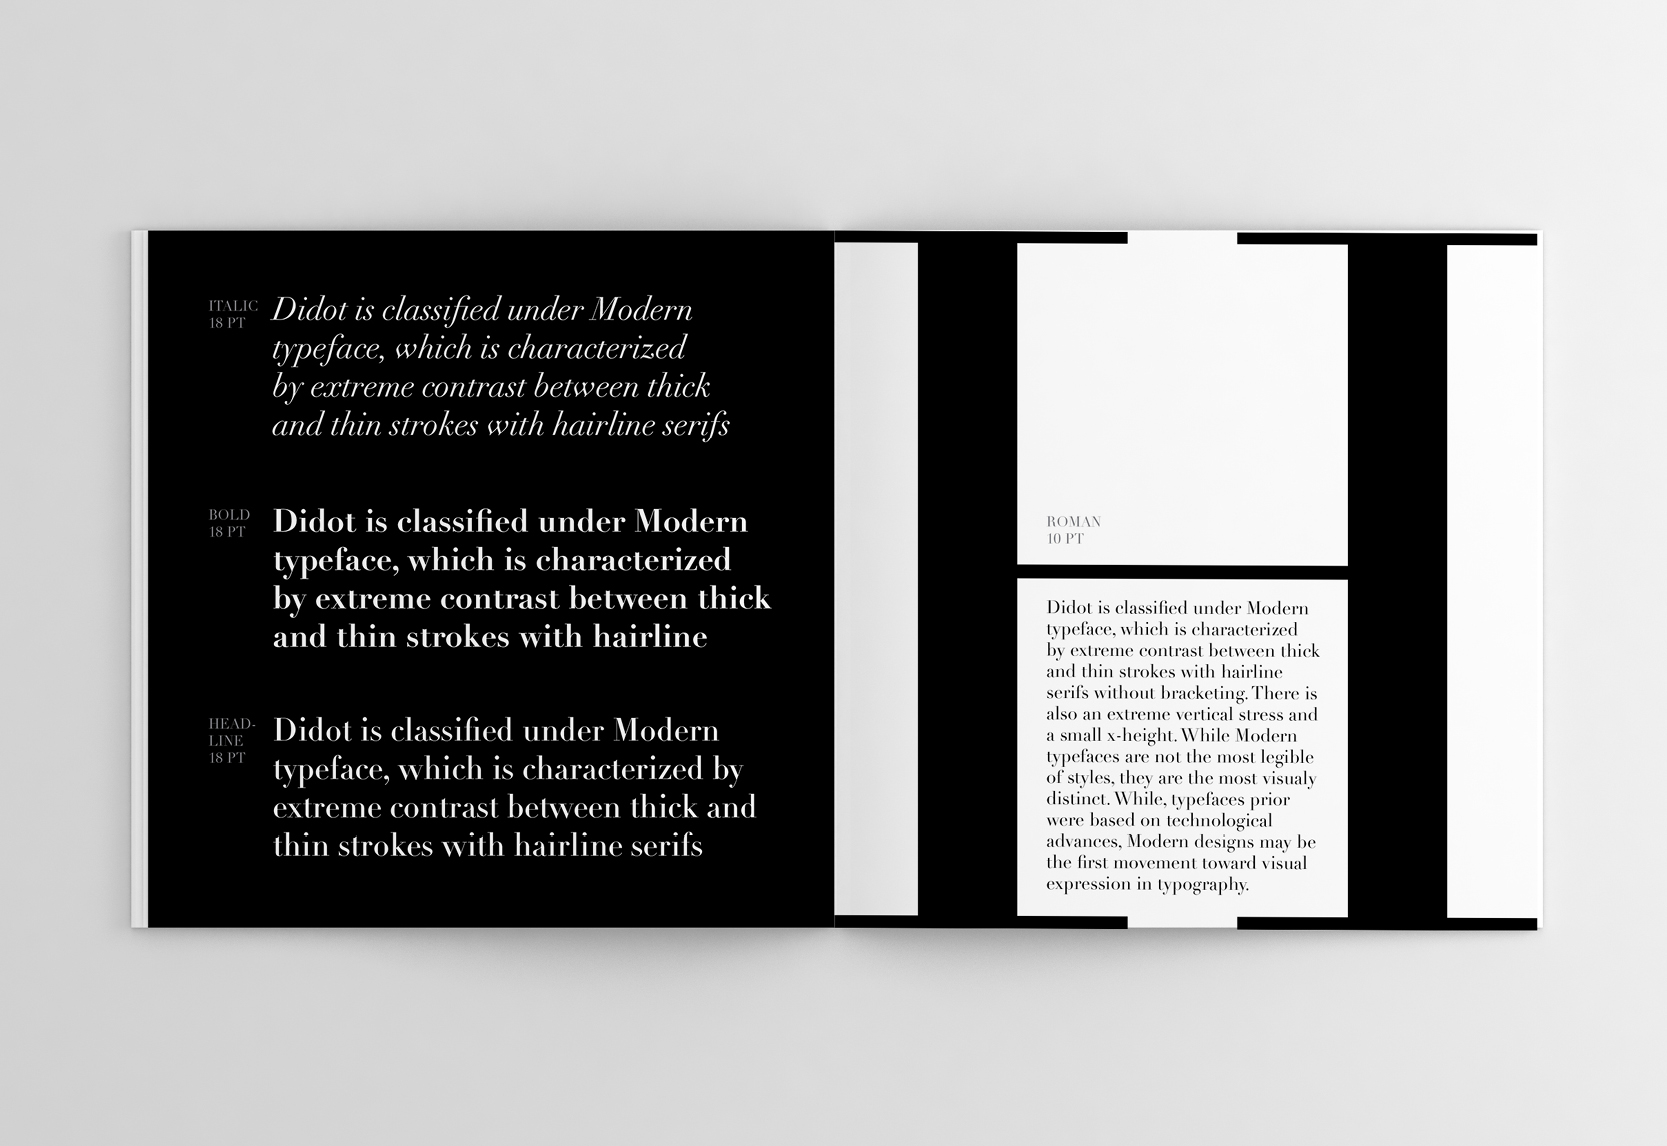 ITALIC
18 PT
Didot is classified under Modern
typeface, which is characterized
by extreme contrast between thick
and thin strokes with hairline serifs
BOLD
18 PT
Didot is classified under Modern
typeface, which is characterized
by extreme contrast between thick
and thin strokes with hairline
HEAD-
LINE
18 PT
Didot is classified under Modern
typeface, which is characterized by
extreme contrast between thick and
thin strokes with hairline serifs
H
ROMAN
10 PT
Didot is classified under Modern
typeface, which is characterized
by extreme contrast between thick
and thin strokes with hairline
serifs without bracketing. There is
also an extreme vertical stress and
a small x-height. While Modern
typefaces are not the most legible
of styles, they are the most visualy
distinct. While, typefaces prior
were based on technological
advances, Modern designs may be
the first movement toward visual
expression in typography.